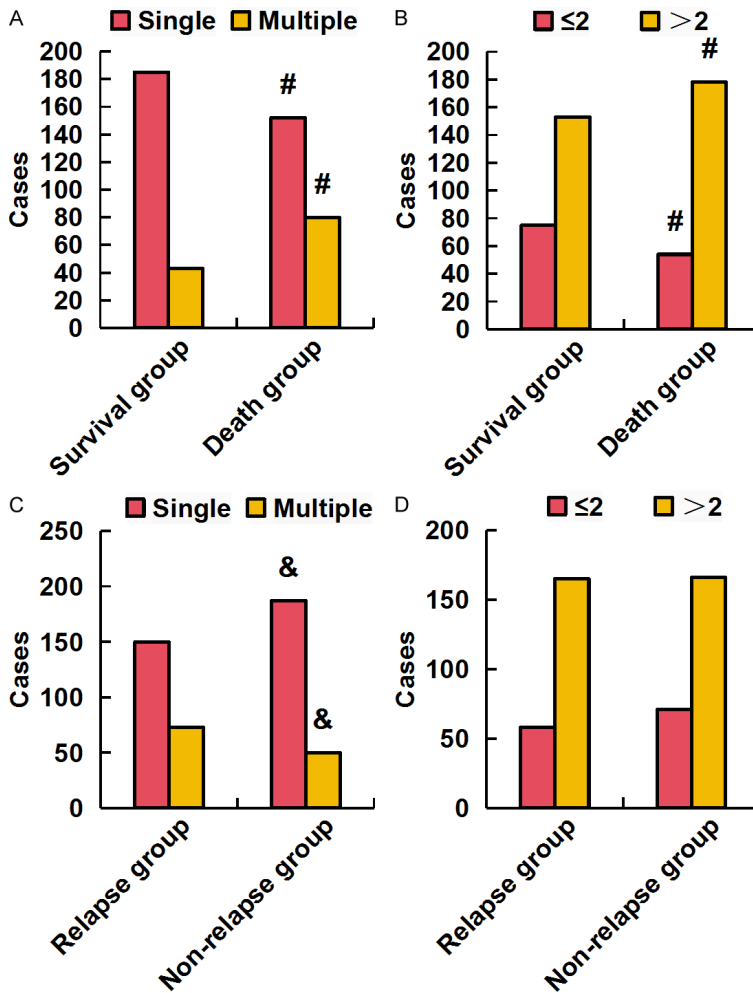 A
Single Multiple
200
180
160
140
120
100
80
60
40
20
0
Cases
#
#
Survival group
Death group
B
≤2 >2
200
180
160
140
120
100
80
60
40
20
0
Cases
#
#
Survival group
Death group
C
Single Multiple
250
200
150
100
50
0
Cases
&
&
Relapse group
Non-relapse group
D
≤2 >2
200
150
100
50
0
Cases
Relapse group
Non-relapse group